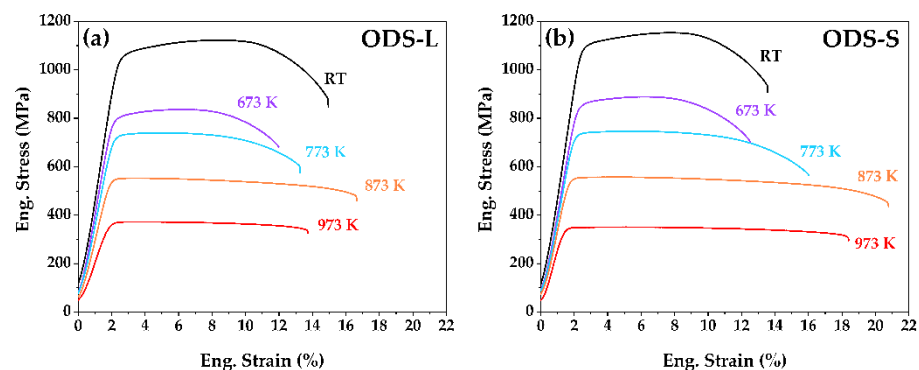 (a)
ODS-L
RT
673 K
773 K
873 K
973 K
Eng. Stress (MPa)
1200
1000
800
600
400
200
0
0 2 4 6 8 10 12 14 16 18 20 22
Eng. Strain (%)
(b)
ODS-S
RT
673 K
773 K
873 K
973 K
Eng. Stress (MPa)
1200
1000
800
600
400
200
0
0 2 4 6 8 10 12 14 16 18 20 22
Eng. Strain (%)